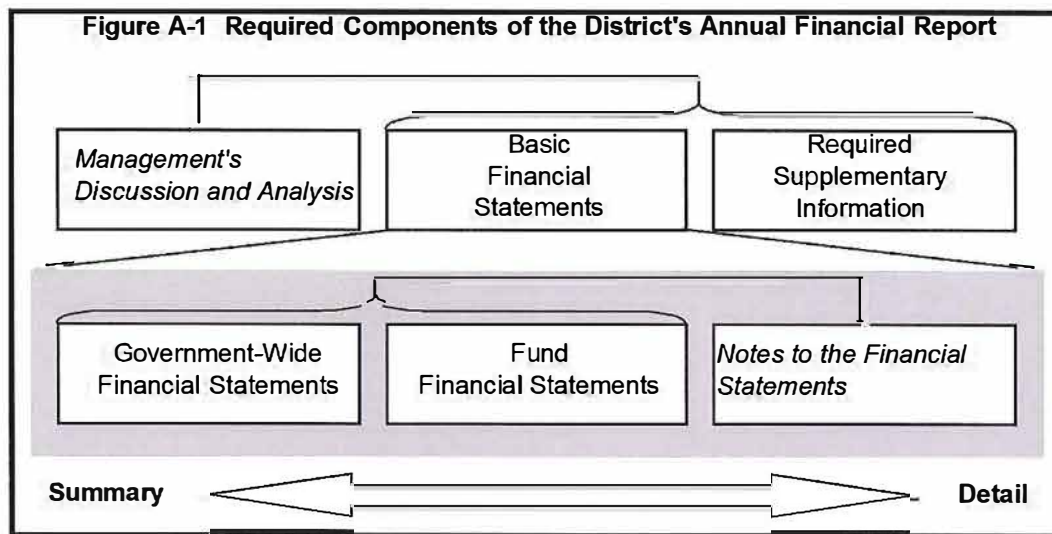 Figure A-1 Required Components of the District's Annual Financial Report
Management's
Discussion and Analysis
Basic
Financial
Statements
Required
Supplementary
Information
Government-Wide
Financial Statements
Fund
Financial Statements
Notes to the Financial
Statements
Summary
Detail